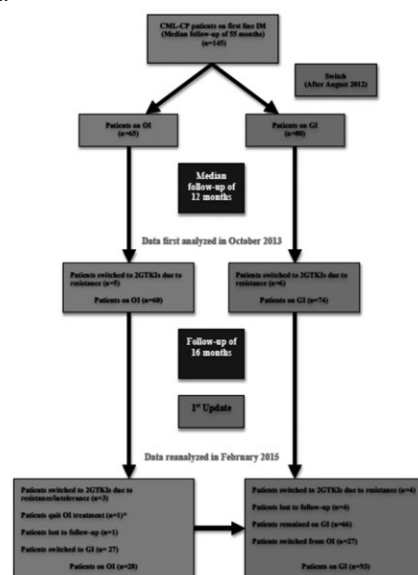 CML-CP patients on first line IM
(Median follow-up of 55 months)
(n=145)
Switch
(After August 2012)
Patients on OI
(n=65)
Patients on GI
(n=80)
Median
follow-up of
12 months
Data first analyzed in October 2013
Patients switched to 2GTKIs due to
resistance (n=5)
Patients on OI (n=60)
Patients switched to 2GTKIs due to
resistance (n=6)
Patients on GI (n=74)
Follow-up of
16 months
1st Update
Data reanalyzed in February 2015
Patients switched to 2GTKIs due to
resistance/intolerance (n=3)
Patients quit OI treatment (n=1)*
Patients lost to follow-up (n=1)
Patients switched to GI (n= 27)
Patients on OI (n=28)
Patients switched to 2GTKIs due to resistance (n=4)
Patients lost to follow-up (n=4)
Patients remained on GI (n=66)
Patients switched from OI (n=27)
Patients on GI (n=93)